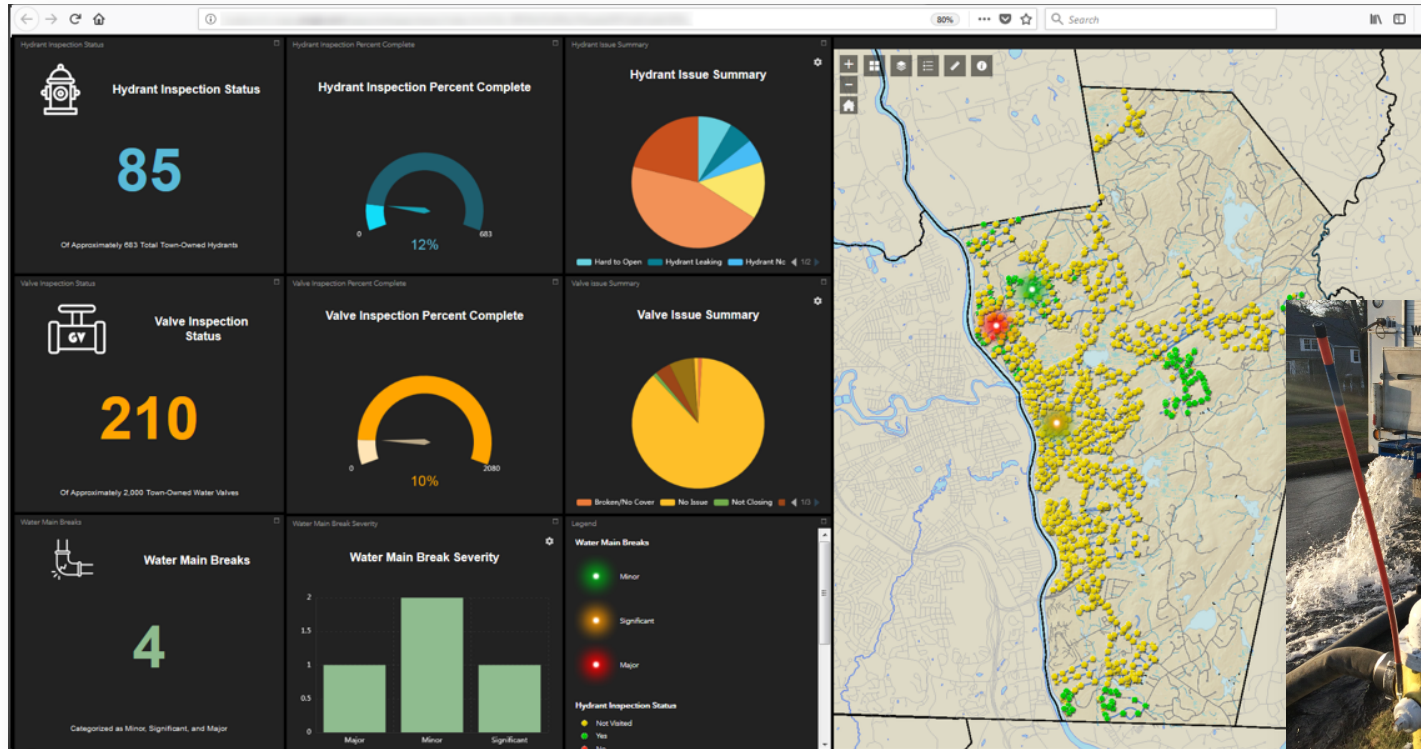 80%
Search
Hydrant Inspection Status
Hydrant Inspection Status
85
Of Approximately 683 Total Town-Owned Hydrants
Hydrant Inspection Percent Complete
Hydrant Inspection Percent Complete
0
683
12%
Hydrant Issue Summary
Hydrant Issue Summary
Hard to Open
Hydrant Leaking
Hydrant Nc
1/2
Valve Inspection Status
Valve Inspection
Status
GV
210
Of Approximately 2,000 Town-Owned Water Valves
Valve Inspection Percent Complete
Valve Inspection Percent Complete
0
2080
10%
Valve issue Summary
Valve Issue Summary
Broken/No Cover
No Issue
Not Closing
1/3
Water Main Breaks
Water Main Breaks
4
Categorized as Minor, Significant, and Major
Water Main Break Severity
Water Main Break Severity
2
1.5
1
0.5
0
Major
Minor
Significant
Legend
Water Main Breaks
Minor
Significant
Major
Hydrant Inspection Status
Not Visited
Yes
No